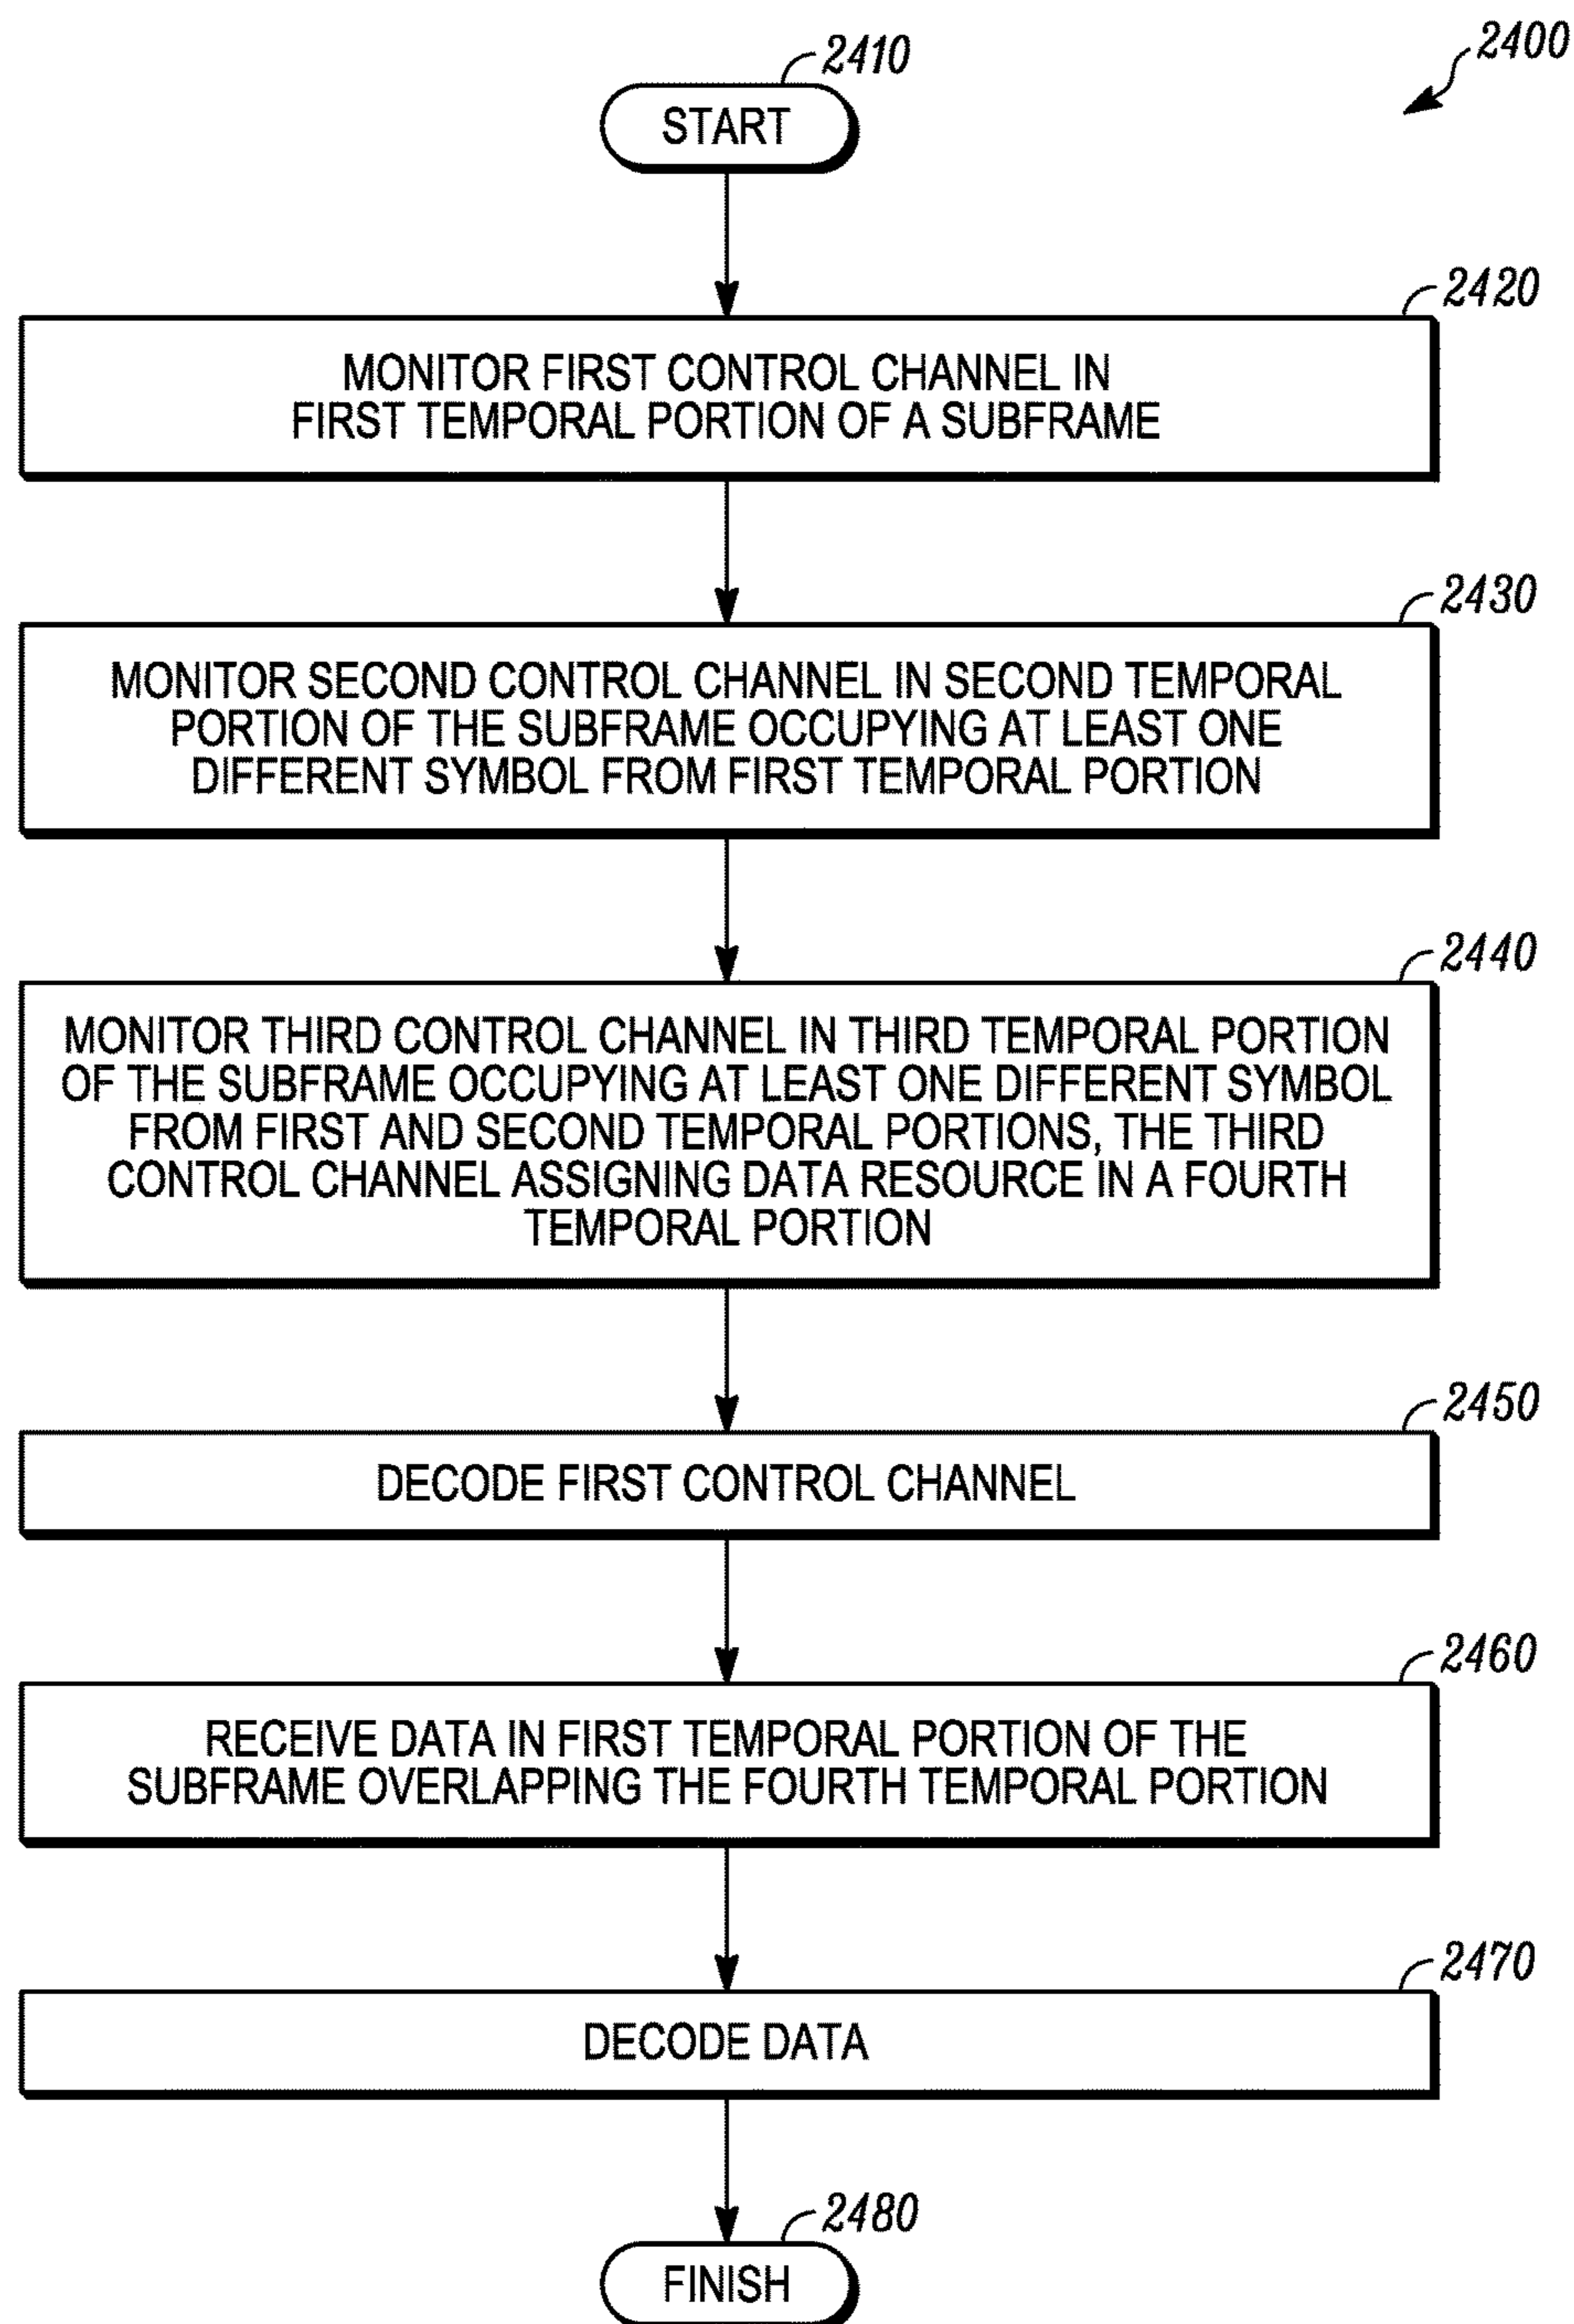 2410
2400
START
2420
MONITOR FIRST CONTROL CHANNEL IN
FIRST TEMPORAL PORTION OF A SUBFRAME
2430
MONITOR SECOND CONTROL CHANNEL IN SECOND TEMPORAL
PORTION OF THE SUBFRAME OCCUPYING AT LEAST ONE
DIFFERENT SYMBOL FROM FIRST TEMPORAL PORTION
2440
MONITOR THIRD CONTROL CHANNEL IN THIRD TEMPORAL PORTION
OF THE SUBFRAME OCCUPYING AT LEAST ONE DIFFERENT SYMBOL
FROM FIRST AND SECOND TEMPORAL PORTIONS, THE THIRD
CONTROL CHANNEL ASSIGNING DATA RESOURCE IN A FOURTH
TEMPORAL PORTION
2450
DECODE FIRST CONTROL CHANNEL
2460
RECEIVE DATA IN FIRST TEMPORAL PORTION OF THE
SUBFRAME OVERLAPPING THE FOURTH TEMPORAL PORTION
2470
DECODE DATA
2480
FINISH